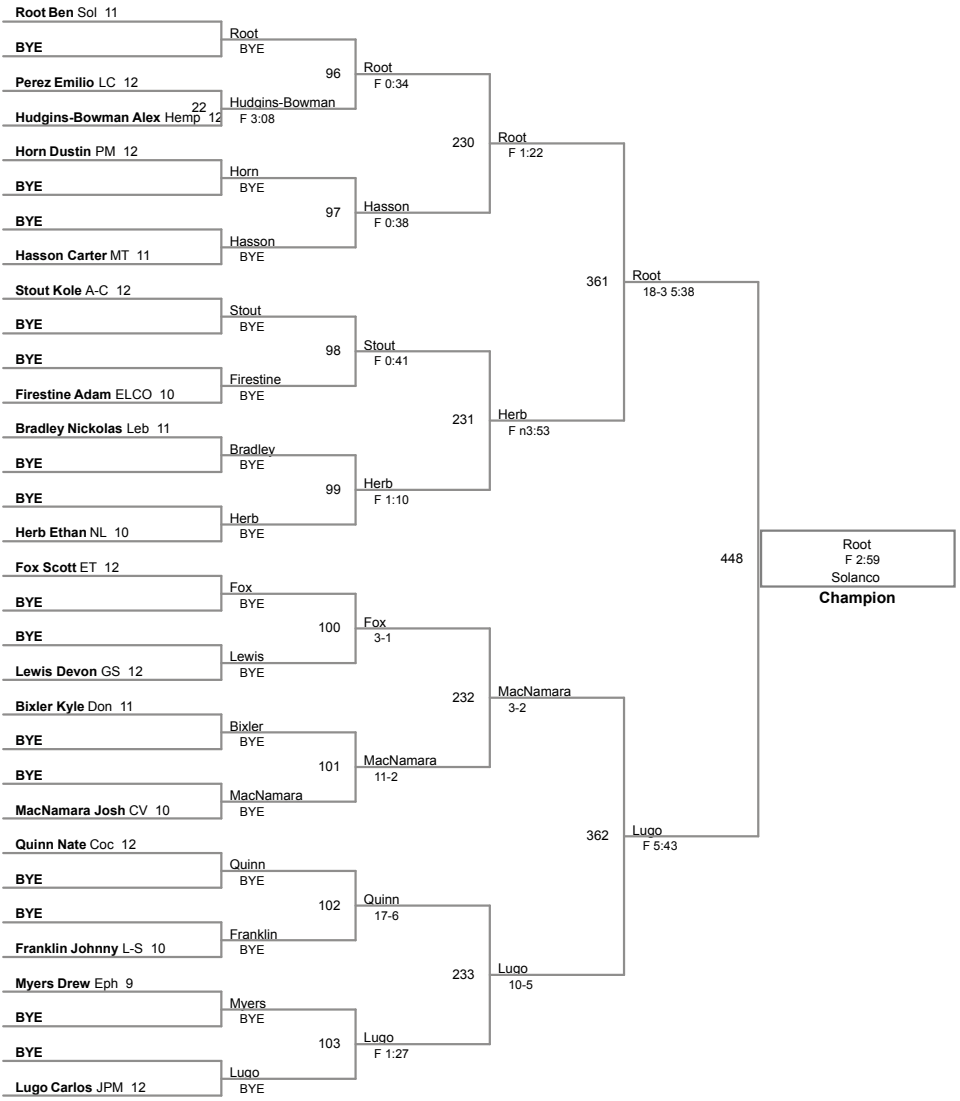 Root Ben Sol 11
BYE
Perez Emilio LC 12
Hudgins-Bowman Alex Hemp 12
Horn Dustin PM 12
BYE
BYE
Hasson Carter MT 11
Stout Kole A-C 12
BYE
BYE
Firestine Adam ELCO 10
Bradley Nickolas Leb 11
BYE
BYE
Herb Ethan NL 10
Fox Scott ET 12
BYE
BYE
Lewis Devon GS 12
Bixler Kyle Don 11
BYE
BYE
MacNamara Josh CV 10
Quinn Nate Coc 12
BYE
BYE
Franklin Johnny L-S 10
Myers Drew Eph 9
BYE
BYE
Lugo Carlos JPM 12
Root
BYE
22
Hudgins-Bowman
F 3:08
Horn
BYE
Hasson
BYE
Stout
BYE
Firestine
BYE
Bradley
BYE
Herb
BYE
Fox
BYE
Lewis
BYE
Bixler
BYE
MacNamara
BYE
Quinn
BYE
Franklin
BYE
Myers
BYE
Lugo
BYE
96
Root
F 0:34
97
Hasson
F 0:38
98
Stout
F 0:41
99
Herb
F 1:10
100
Fox
3-1
101
MacNamara
11-2
102
Quinn
17-6
103
Lugo
F 1:27
230
Root
F 1:22
231
Herb
F n3:53
232
MacNamara
3-2
233
Lugo
10-5
361
Root
18-3 5:38
362
Lugo
F 5:43
448
Root
F 2:59
Solanco
Champion